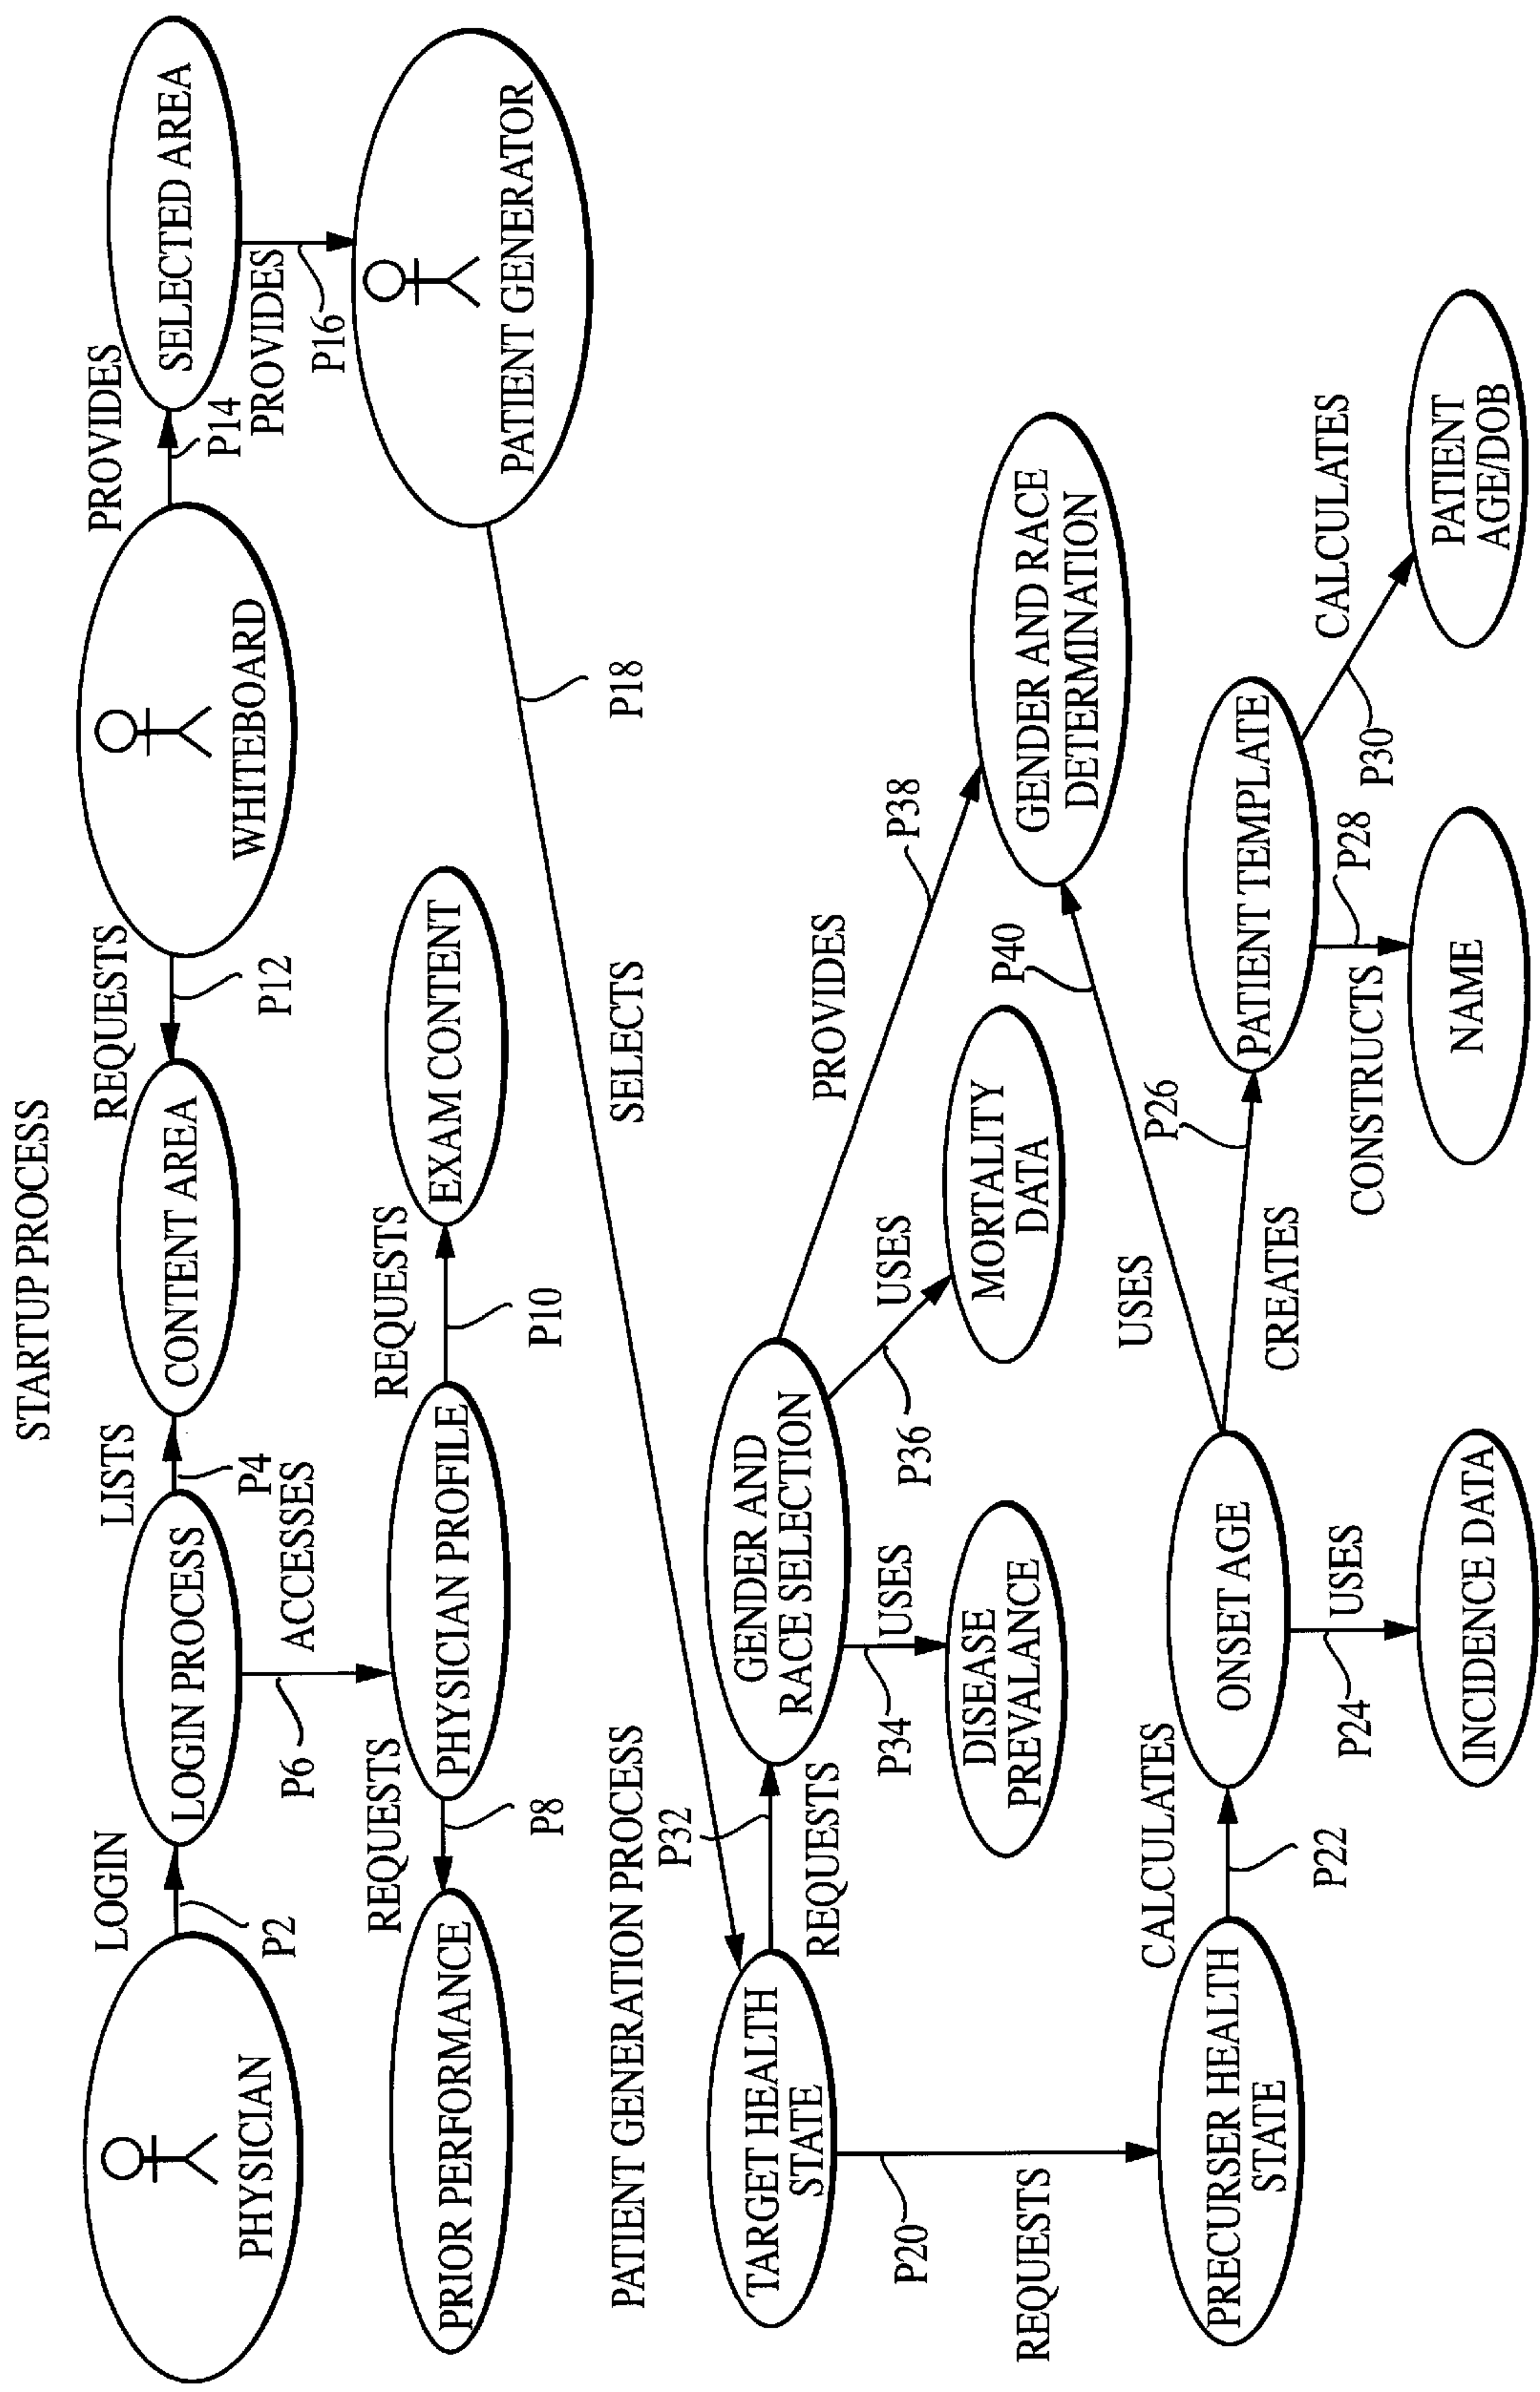 STARTUP PROCESS
LOGIN
LISTS
REQUESTS
PROVIDES
PHYSICIAN
P2
LOGIN PROCESS
P4
CONTENT AREA
P12
WHITEBOARD
P14
SELECTED AREA
P6
ACCESSES
PROVIDES
P16
REQUESTS
REQUESTS
PRIOR PERFORMANCE
P8
PHYSICIAN PROFILE
P10
EXAM CONTENT
PATIENT GENERATOR
PATIENT GENERATION PROCESS
SELECTS
P18
P32
TARGET HEALTH
STATE
REQUESTS
GENDER AND
RACE SELECTION
PROVIDES
P38
P34
USES
P36
USES
DISEASE
PREVALANCE
MORTALITY
DATA
P40
GENDER AND RACE
DETERMINATION
P20
REQUESTS
CALCULATES
USES
P26
PRECURSER HEALTH
STATE
P22
ONSET AGE
CREATES
PATIENT TEMPLATE
CALCULATES
P24
USES
CONSTRUCTS
P28
P30
INCIDENCE DATA
NAME
PATIENT
AGE/DOB